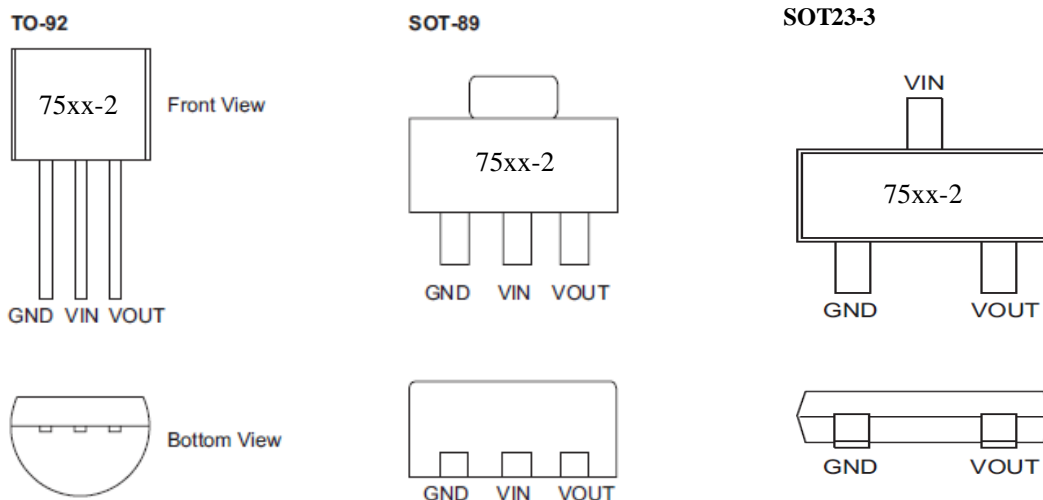 TO-92
75xx-2
Front View
GND VIN VOUT
Bottom View
SOT-89
75xx-2
GND VIN VOUT
GND VIN VOUT
SOT23-3
VIN
75xx-2
GND VOUT
GND VOUT